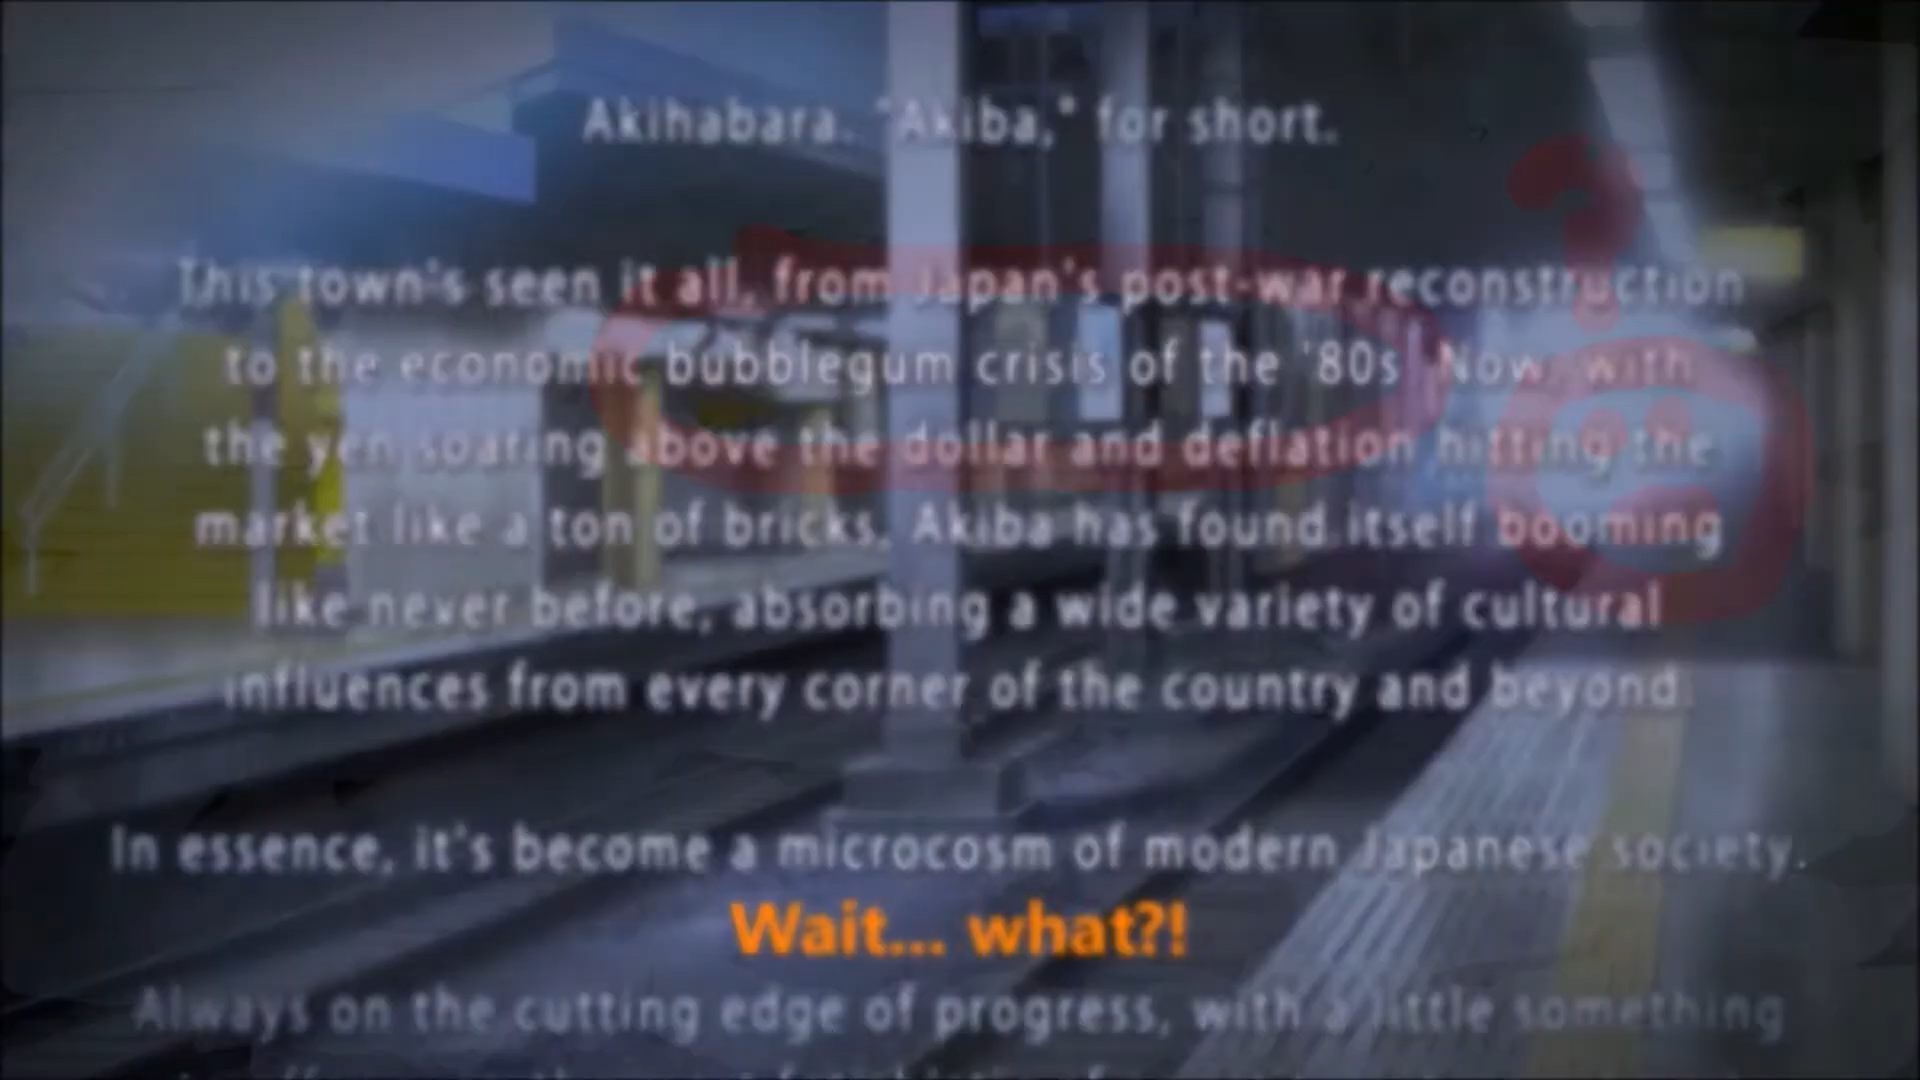 Akihabara. "Akiba," for short.
This town's seen it all, from Japan's post-war reconstruction
to the economic bubblegum crisis of the '80s. Now, with
the yen soaring above the dollar and deflation hitting the
market like a ton of bricks, Akiba has found itself booming
like never before, absorbing a wide variety of cultural
influences from every corner of the country and beyond.
In essence, it's become a microcosm of modern Japanese society.
Wait... what?!
Always on the cutting edge of progress, with a little something